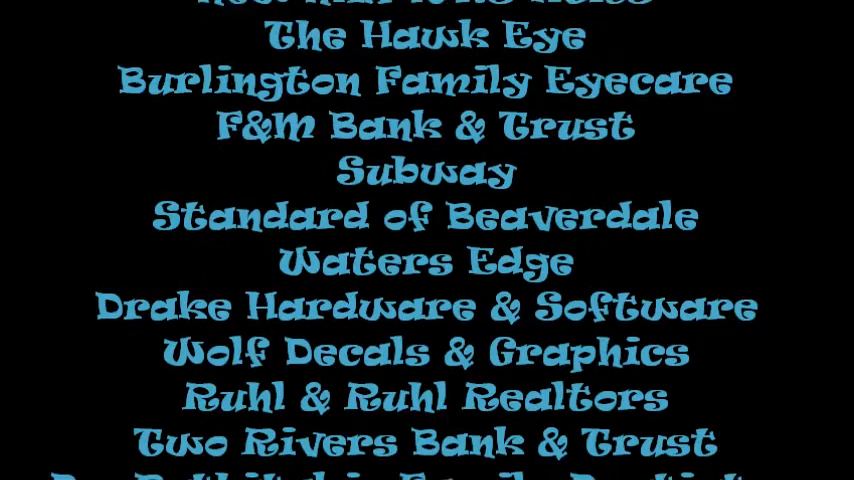 The Hawk Eye
Burlington Family Eyecare
F&M Bank & Trust
Subway
Standard of Beaverdale
Waters Edge
Drake Hardware & Software
Wolf Decals & Graphics
Ruhl & Ruhl Realtors
Two Rivers Bank & Trust
Family